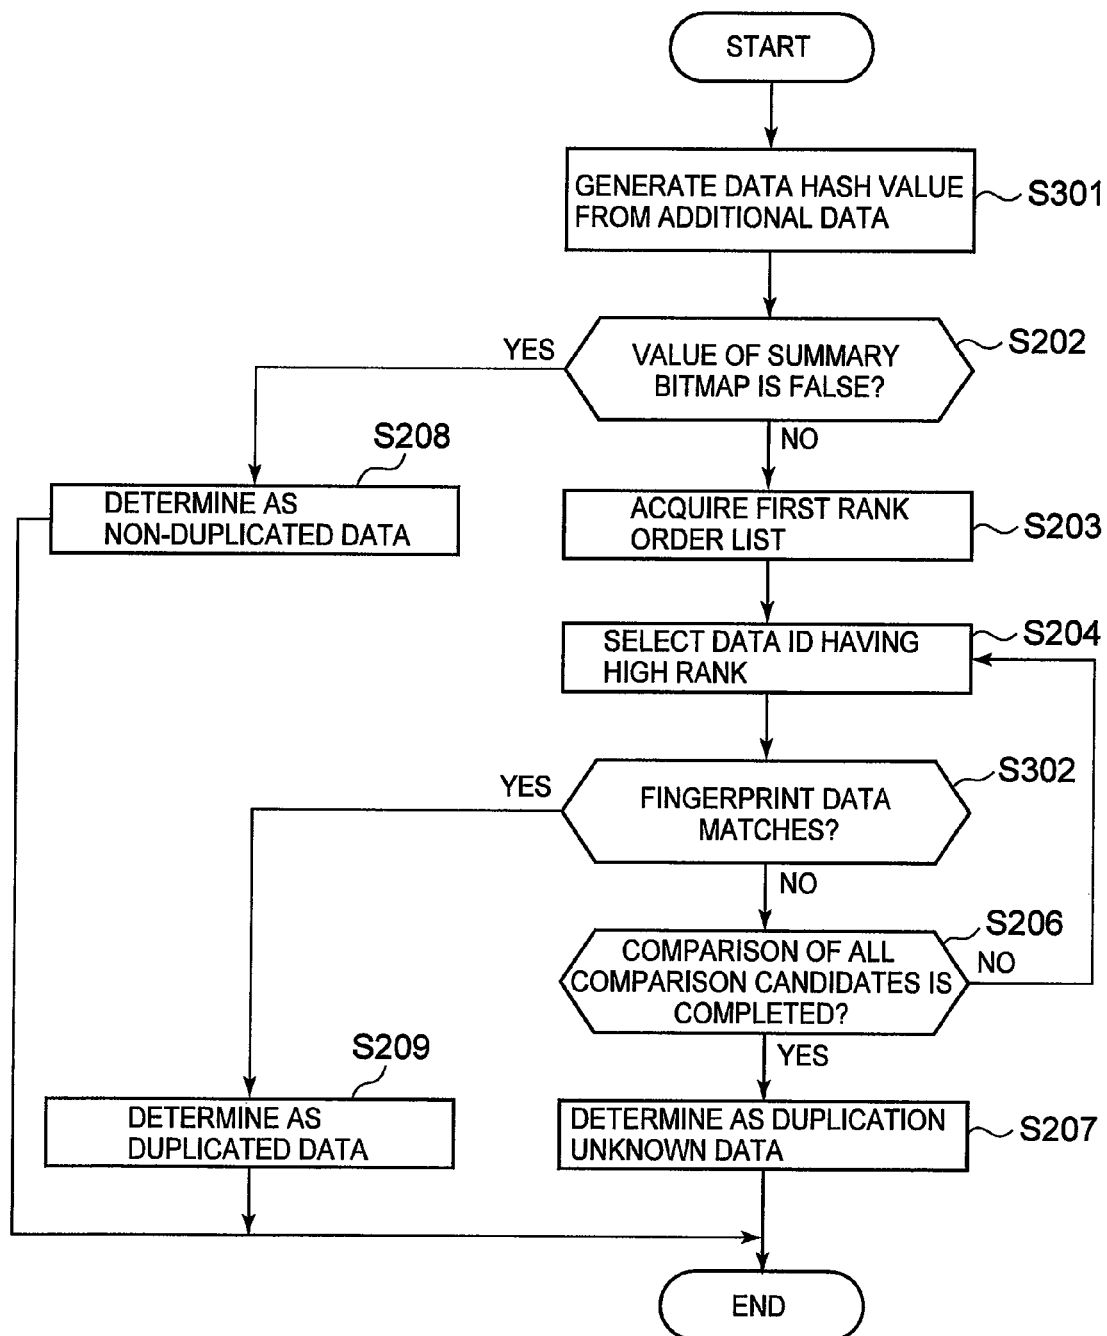 START
GENERATE DATA HASH VALUE
FROM ADDITIONAL DATA
S301
VALUE OF SUMMARY
BITMAP IS FALSE?
S202
YES
NO
S208
DETERMINE AS
NON-DUPLICATED DATA
ACQUIRE FIRST RANK
ORDER LIST
S203
SELECT DATA ID HAVING
HIGH RANK
S204
FINGERPRINT DATA
MATCHES?
S302
YES
NO
COMPARISON OF ALL
COMPARISON CANDIDATES IS
COMPLETED?
S206
NO
YES
S209
DETERMINE AS
DUPLICATED DATA
DETERMINE AS DUPLICATION
UNKNOWN DATA
S207
END